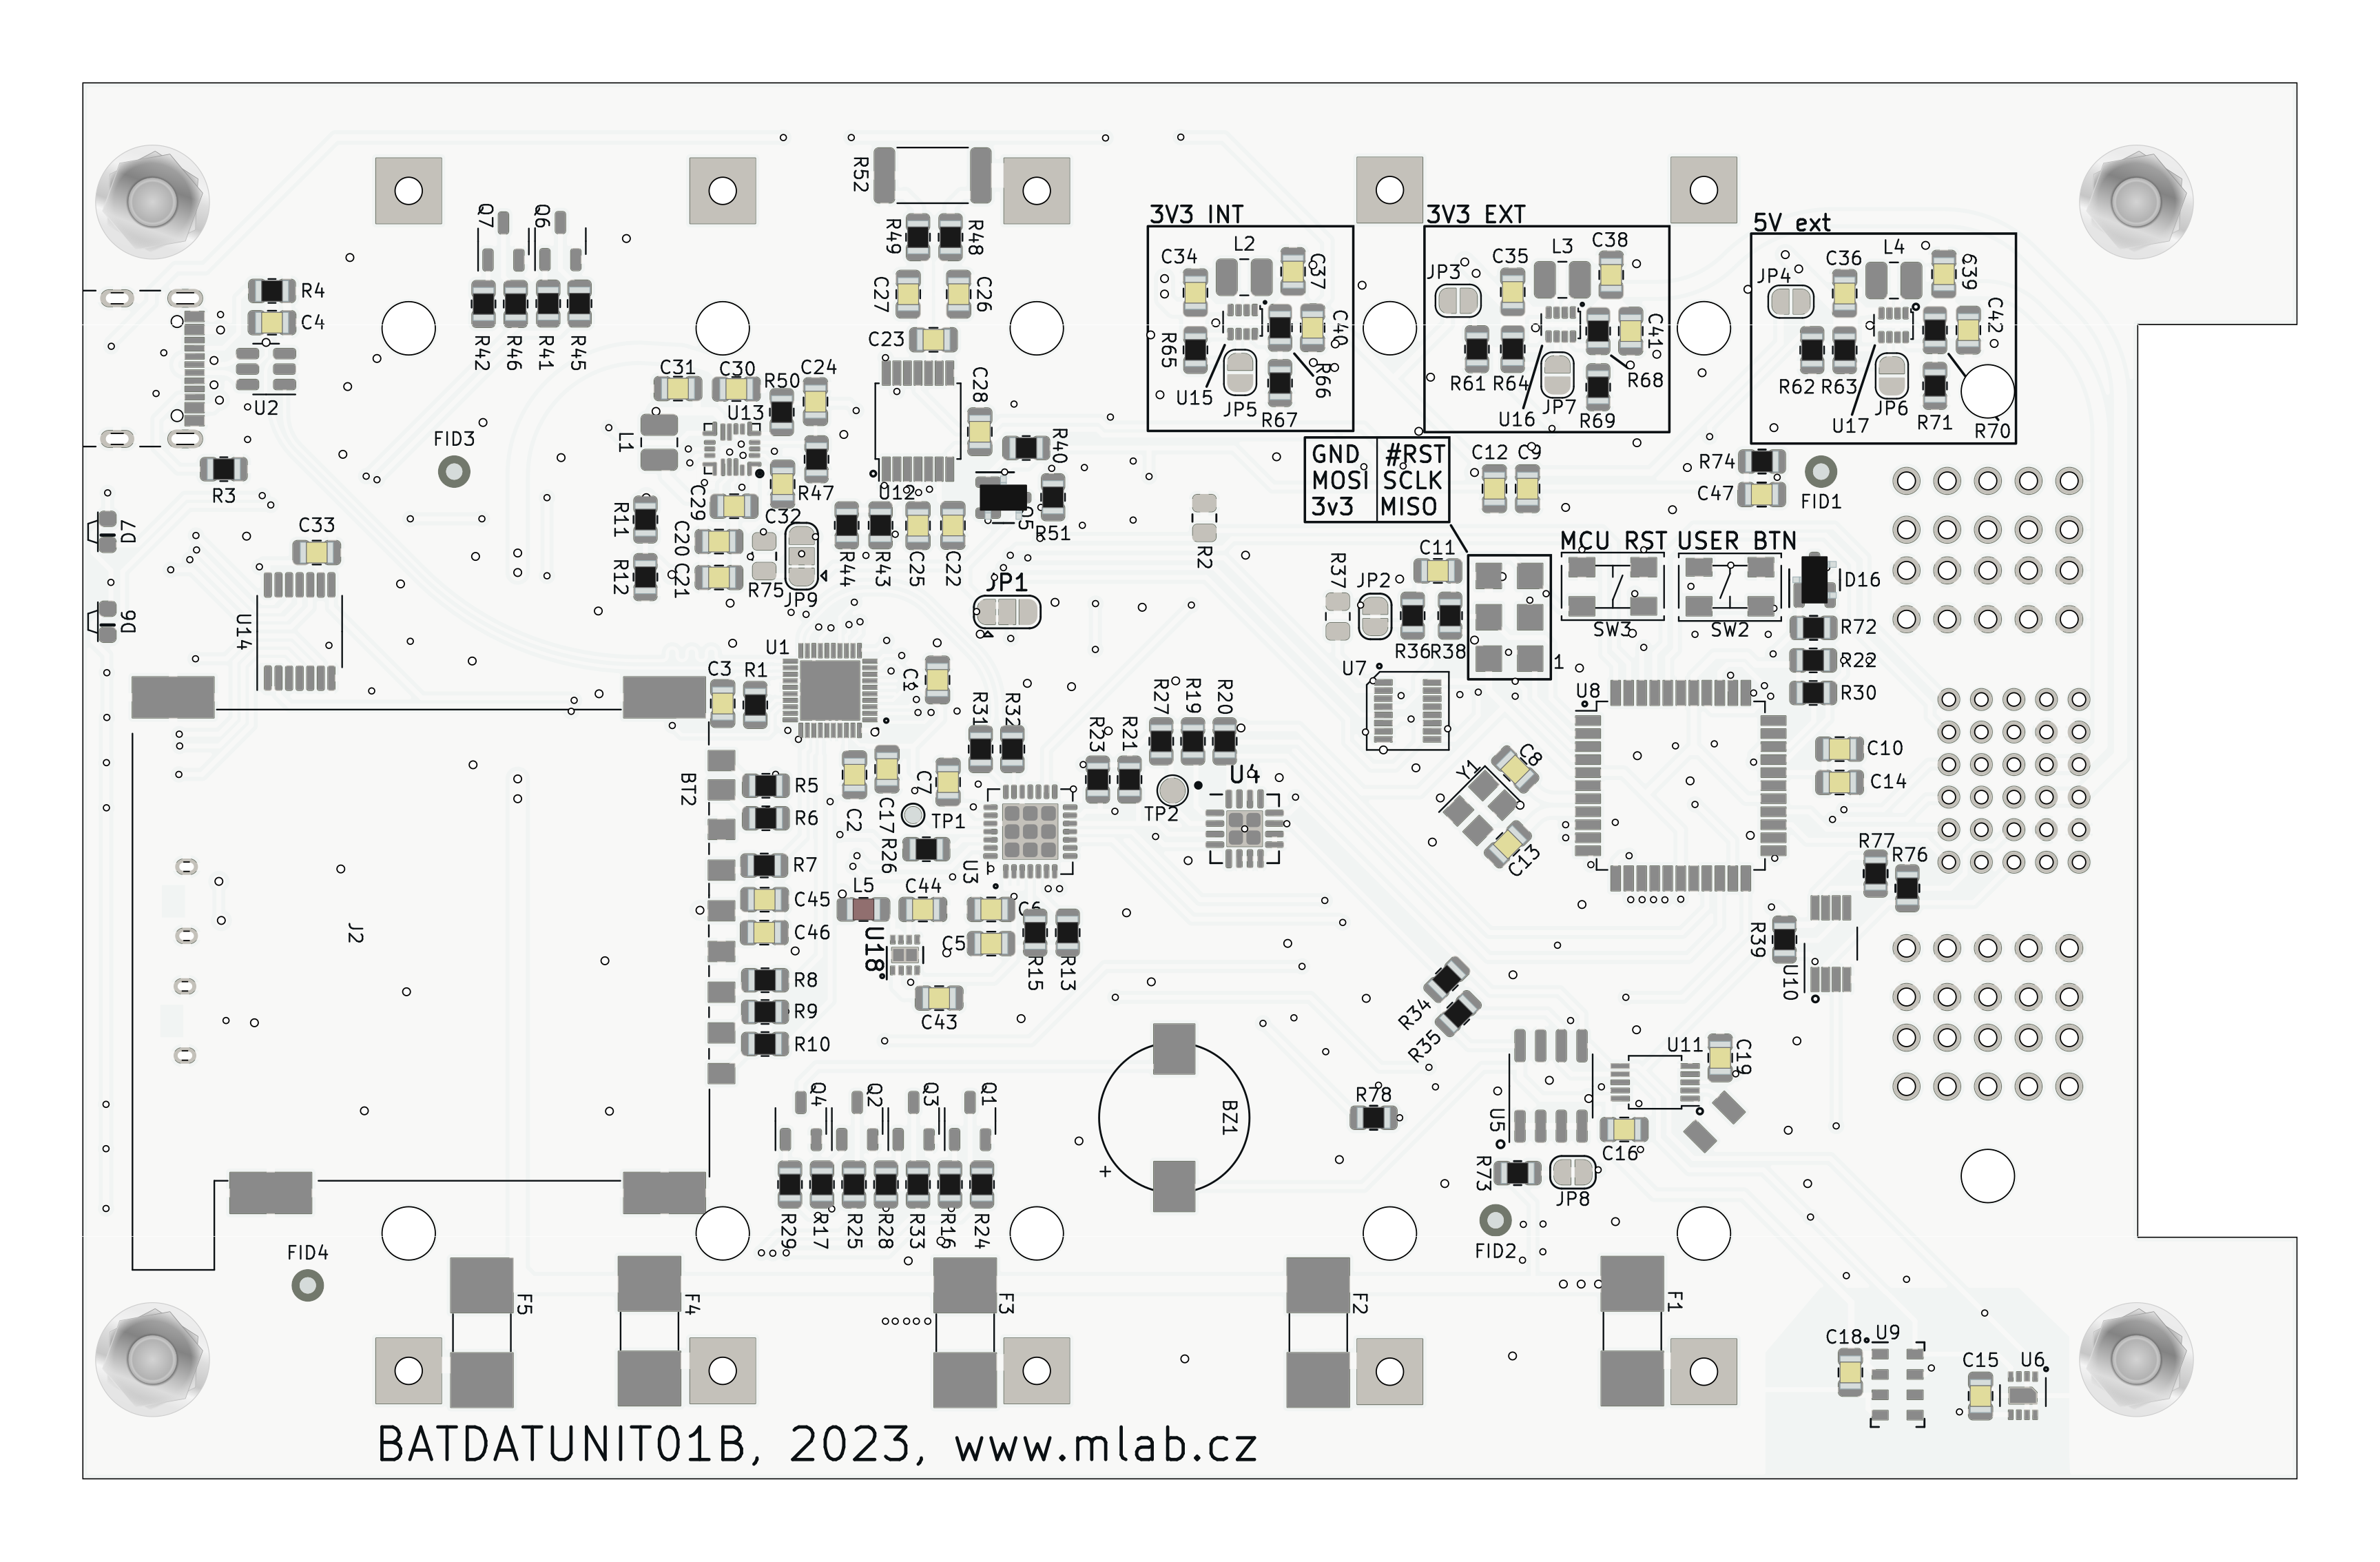 R52
Q7 Q6
R49 R48
C27 C26
C23
R4
C4
U2
R3
R42 R46 R41 R45
FID3
C31 C30 R50 C24
U13
L1
C28
R40
C29
R47
U12
R51
C32
R11
C20
R12
C21
R75
JP9
R44 R43 C25 C22
JP1
3V3 INT
C34 L2 C37
R65
C40
U15
JP5
R66
R67
3V3 EXT
JP3 C35 L3 C38
C41
R61 R64
R68
U16
JP7
R69
5V ext
JP4 C36 L4 C39
C42
R62 R63
U17
JP6
R71
R70
GND #RST
MOSI SCLK
3v3 MISO
C12 C9
R74
C47
FID1
R2
MCU RST USER BTN
C11
R37 JP2
R36 R38
1
SW3 SW2
D16
R72
R22
R30
D7
D6
C33
U14
U1
C3 R1
C1
R31 R32
R27 R19 R20
R23 R21
U7
U8
BT2
R5
R6
R7
C45
C46
R8
R9
R10
C2 C17 C7
R26
TP1
U3
TP2
U4
Y1
C8
C13
C10
C14
R77 R76
L5 C44
C6
U18
C5
R15 R13
C43
J2
R39
U10
R34
R35
U11
C19
U5
C16
R78
R73
JP8
Q4 Q2 Q3 Q1
R29 R17 R25 R28 R33 R16 R24
BZ1
+
FID4
FID2
F5 F4 F3 F2 F1
C18 U9
C15 U6
BATDATUNIT01B, 2023, www.mlab.cz